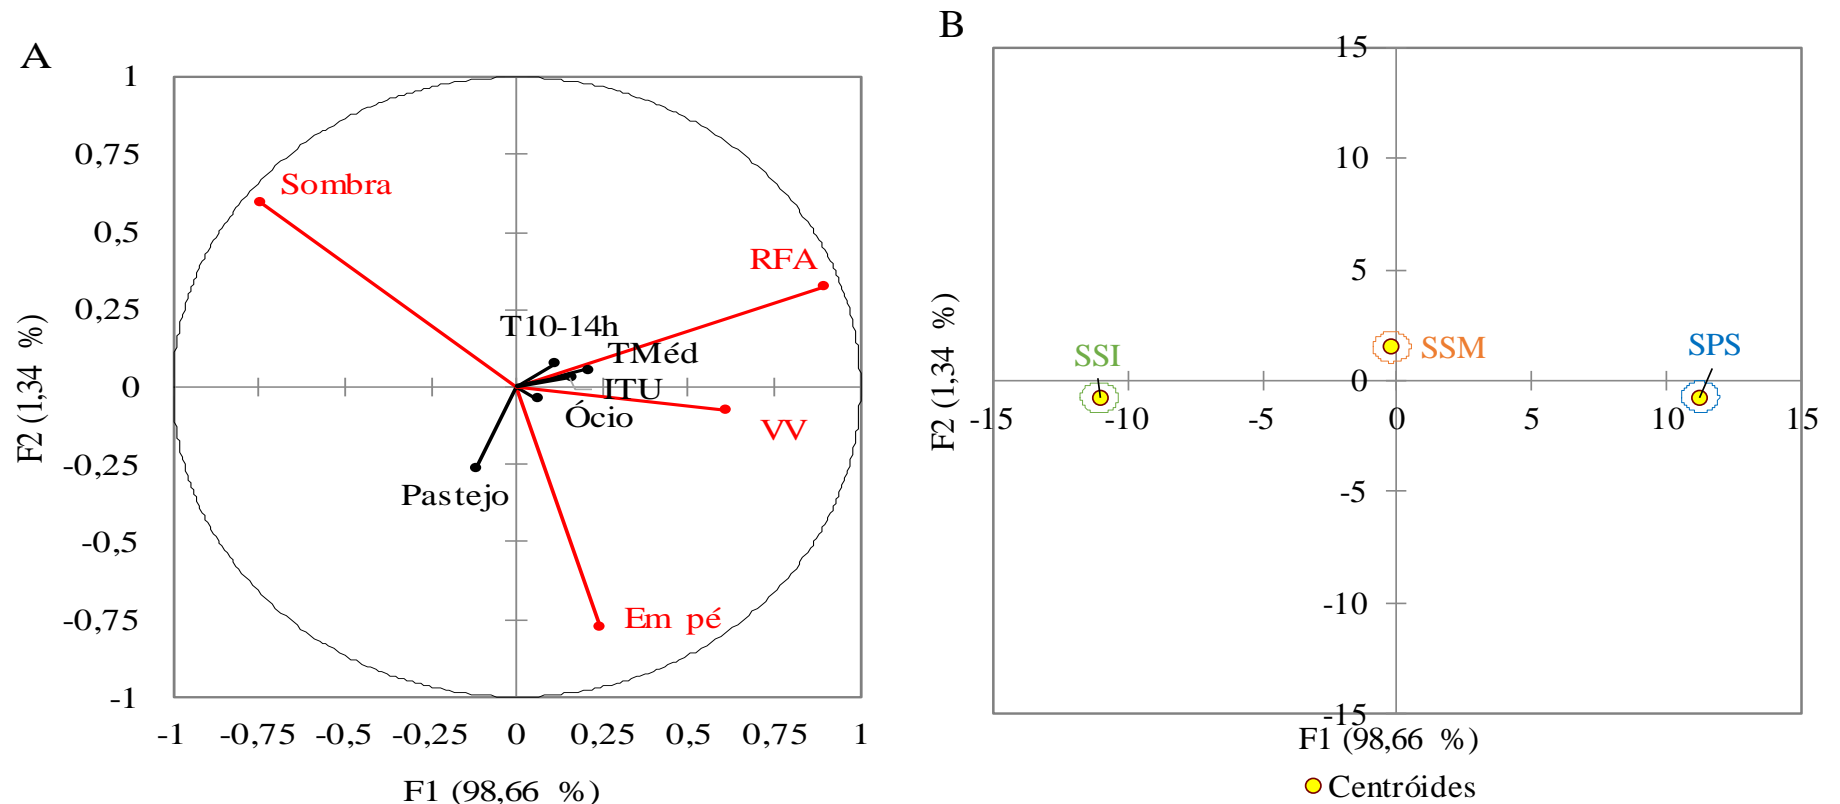 A
1
0,75
0,5
0,25
0
-0,25
-0,5
-0,75
-1
F2 (1,34 %)
Sombra
RFA
T10-14h
TMéd
ITU
Ócio
VV
Pastejo
Em pé
-1 -0,75 -0,5 -0,25 0 0,25 0,5 0,75 1
F1 (98,66 %)
B
15
10
5
0
-5
-10
-15
F2 (1,34 %)
SSI
SSM
SPS
-15 -10 -5 0 5 10 15
F1 (98,66 %)
Centróides